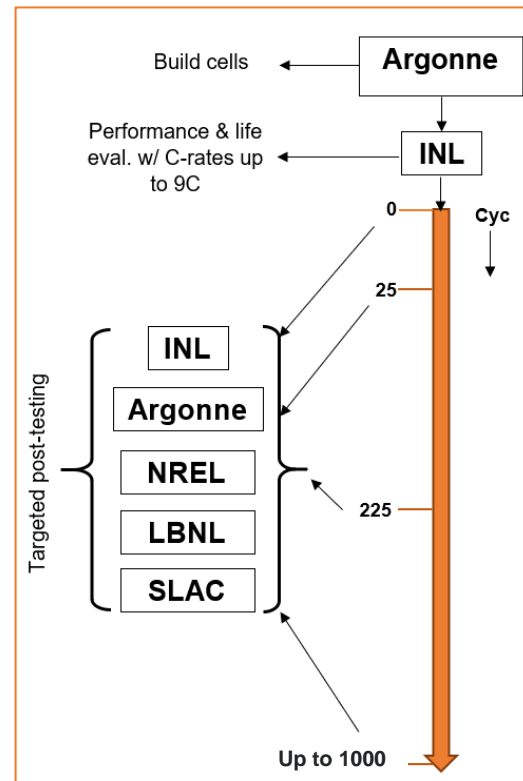 Build cells
Argonne
Performance & life
eval. w/ C-rates up
to 9C
INL
0
Cyc
25
Targeted post-testing
INL
Argonne
NREL
LBNL
SLAC
225
Up to 1000